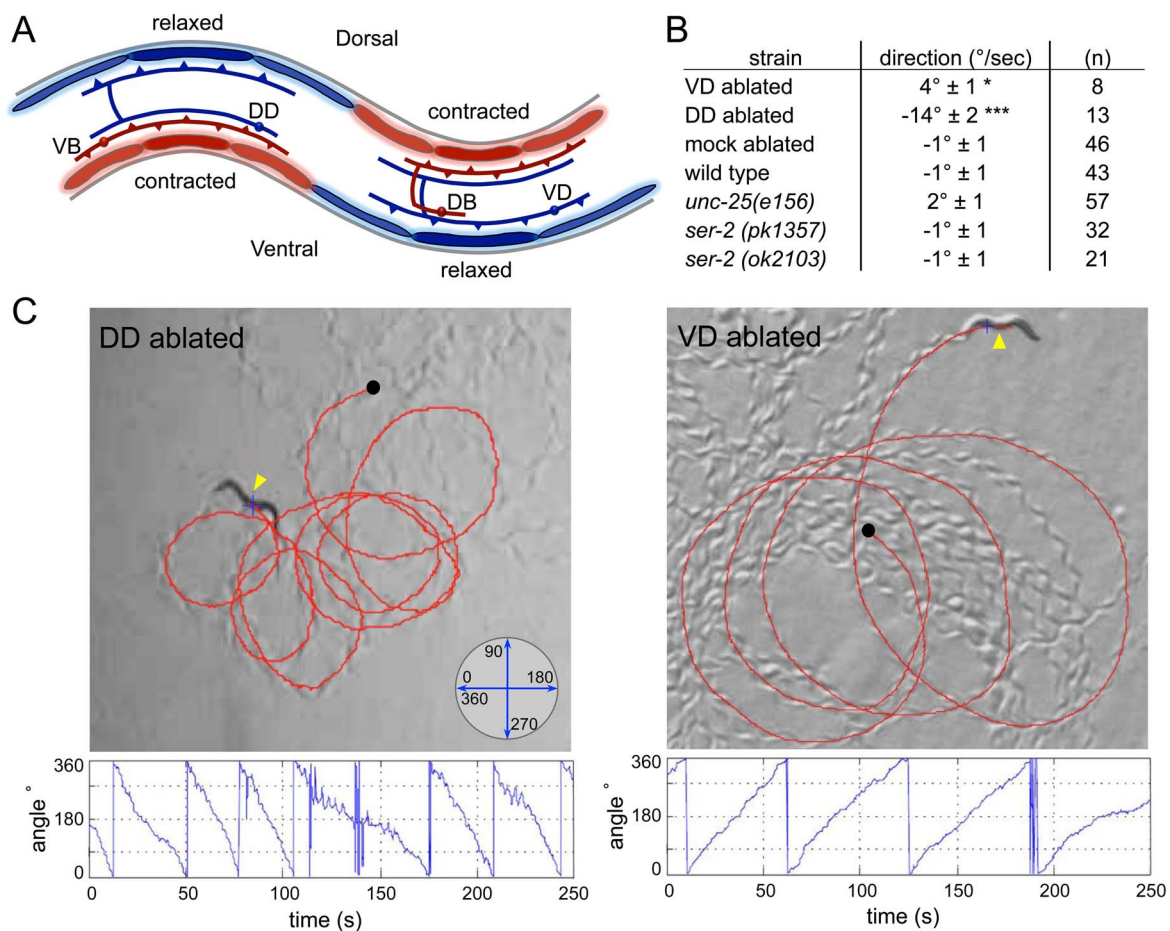 A
relaxed
Dorsal
DD
VB
contracted
contracted
DB
VD
Ventral
relaxed
B
strain direction (°/sec) (n)
VD ablated 4° ± 1 * 8
DD ablated -14° ± 2 *** 13
mock ablated -1° ± 1 46
wild type -1° ± 1 43
unc-25(e156) 2° ± 1 57
ser-2 (pk1357) -1° ± 1 32
ser-2 (ok2103) -1° ± 1 21
C
DD ablated
90
0 180
360
270
360
180
0
angle °
0 50 100 150 200 250
time (s)
VD ablated
360
180
0
angle °
0 50 100 150 200 250
time (s)